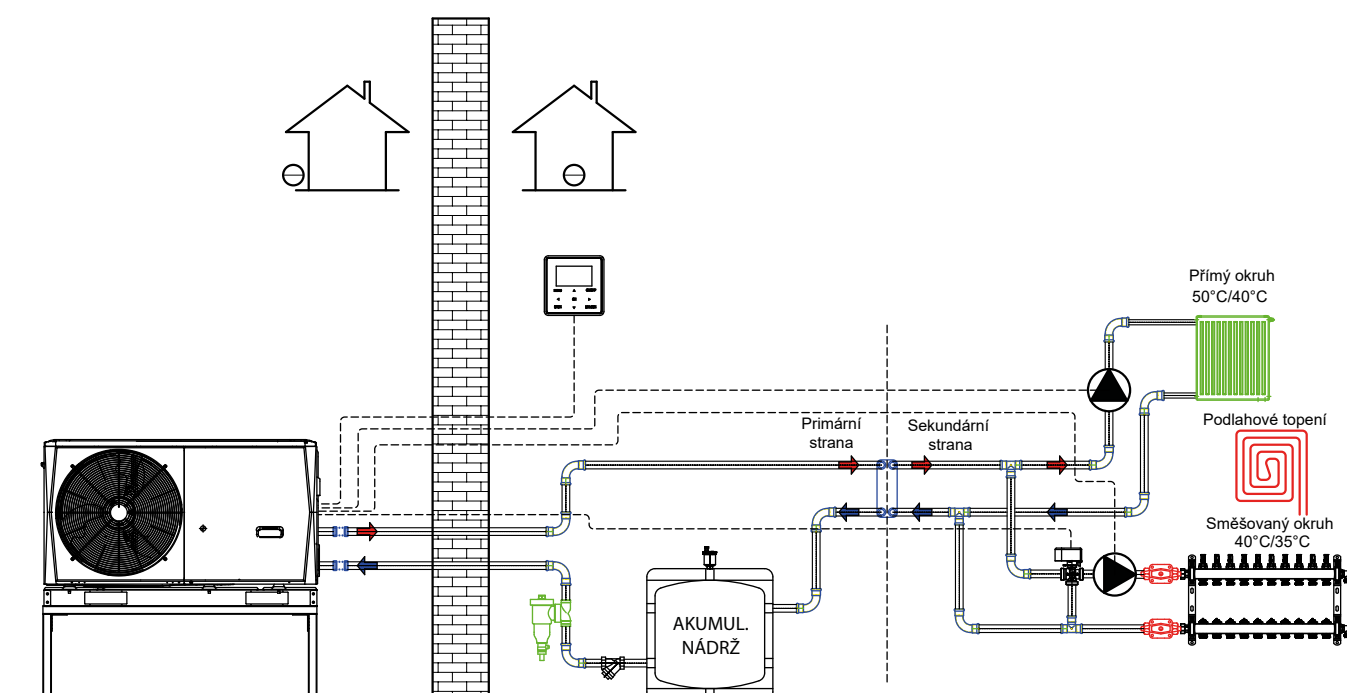 Přímý okruh
50°C/40°C
Podlahové topení
Primární
strana
Sekundární
strana
Směšovaný okruh
40°C/35°C
AKUMUL.
NÁDRŽ